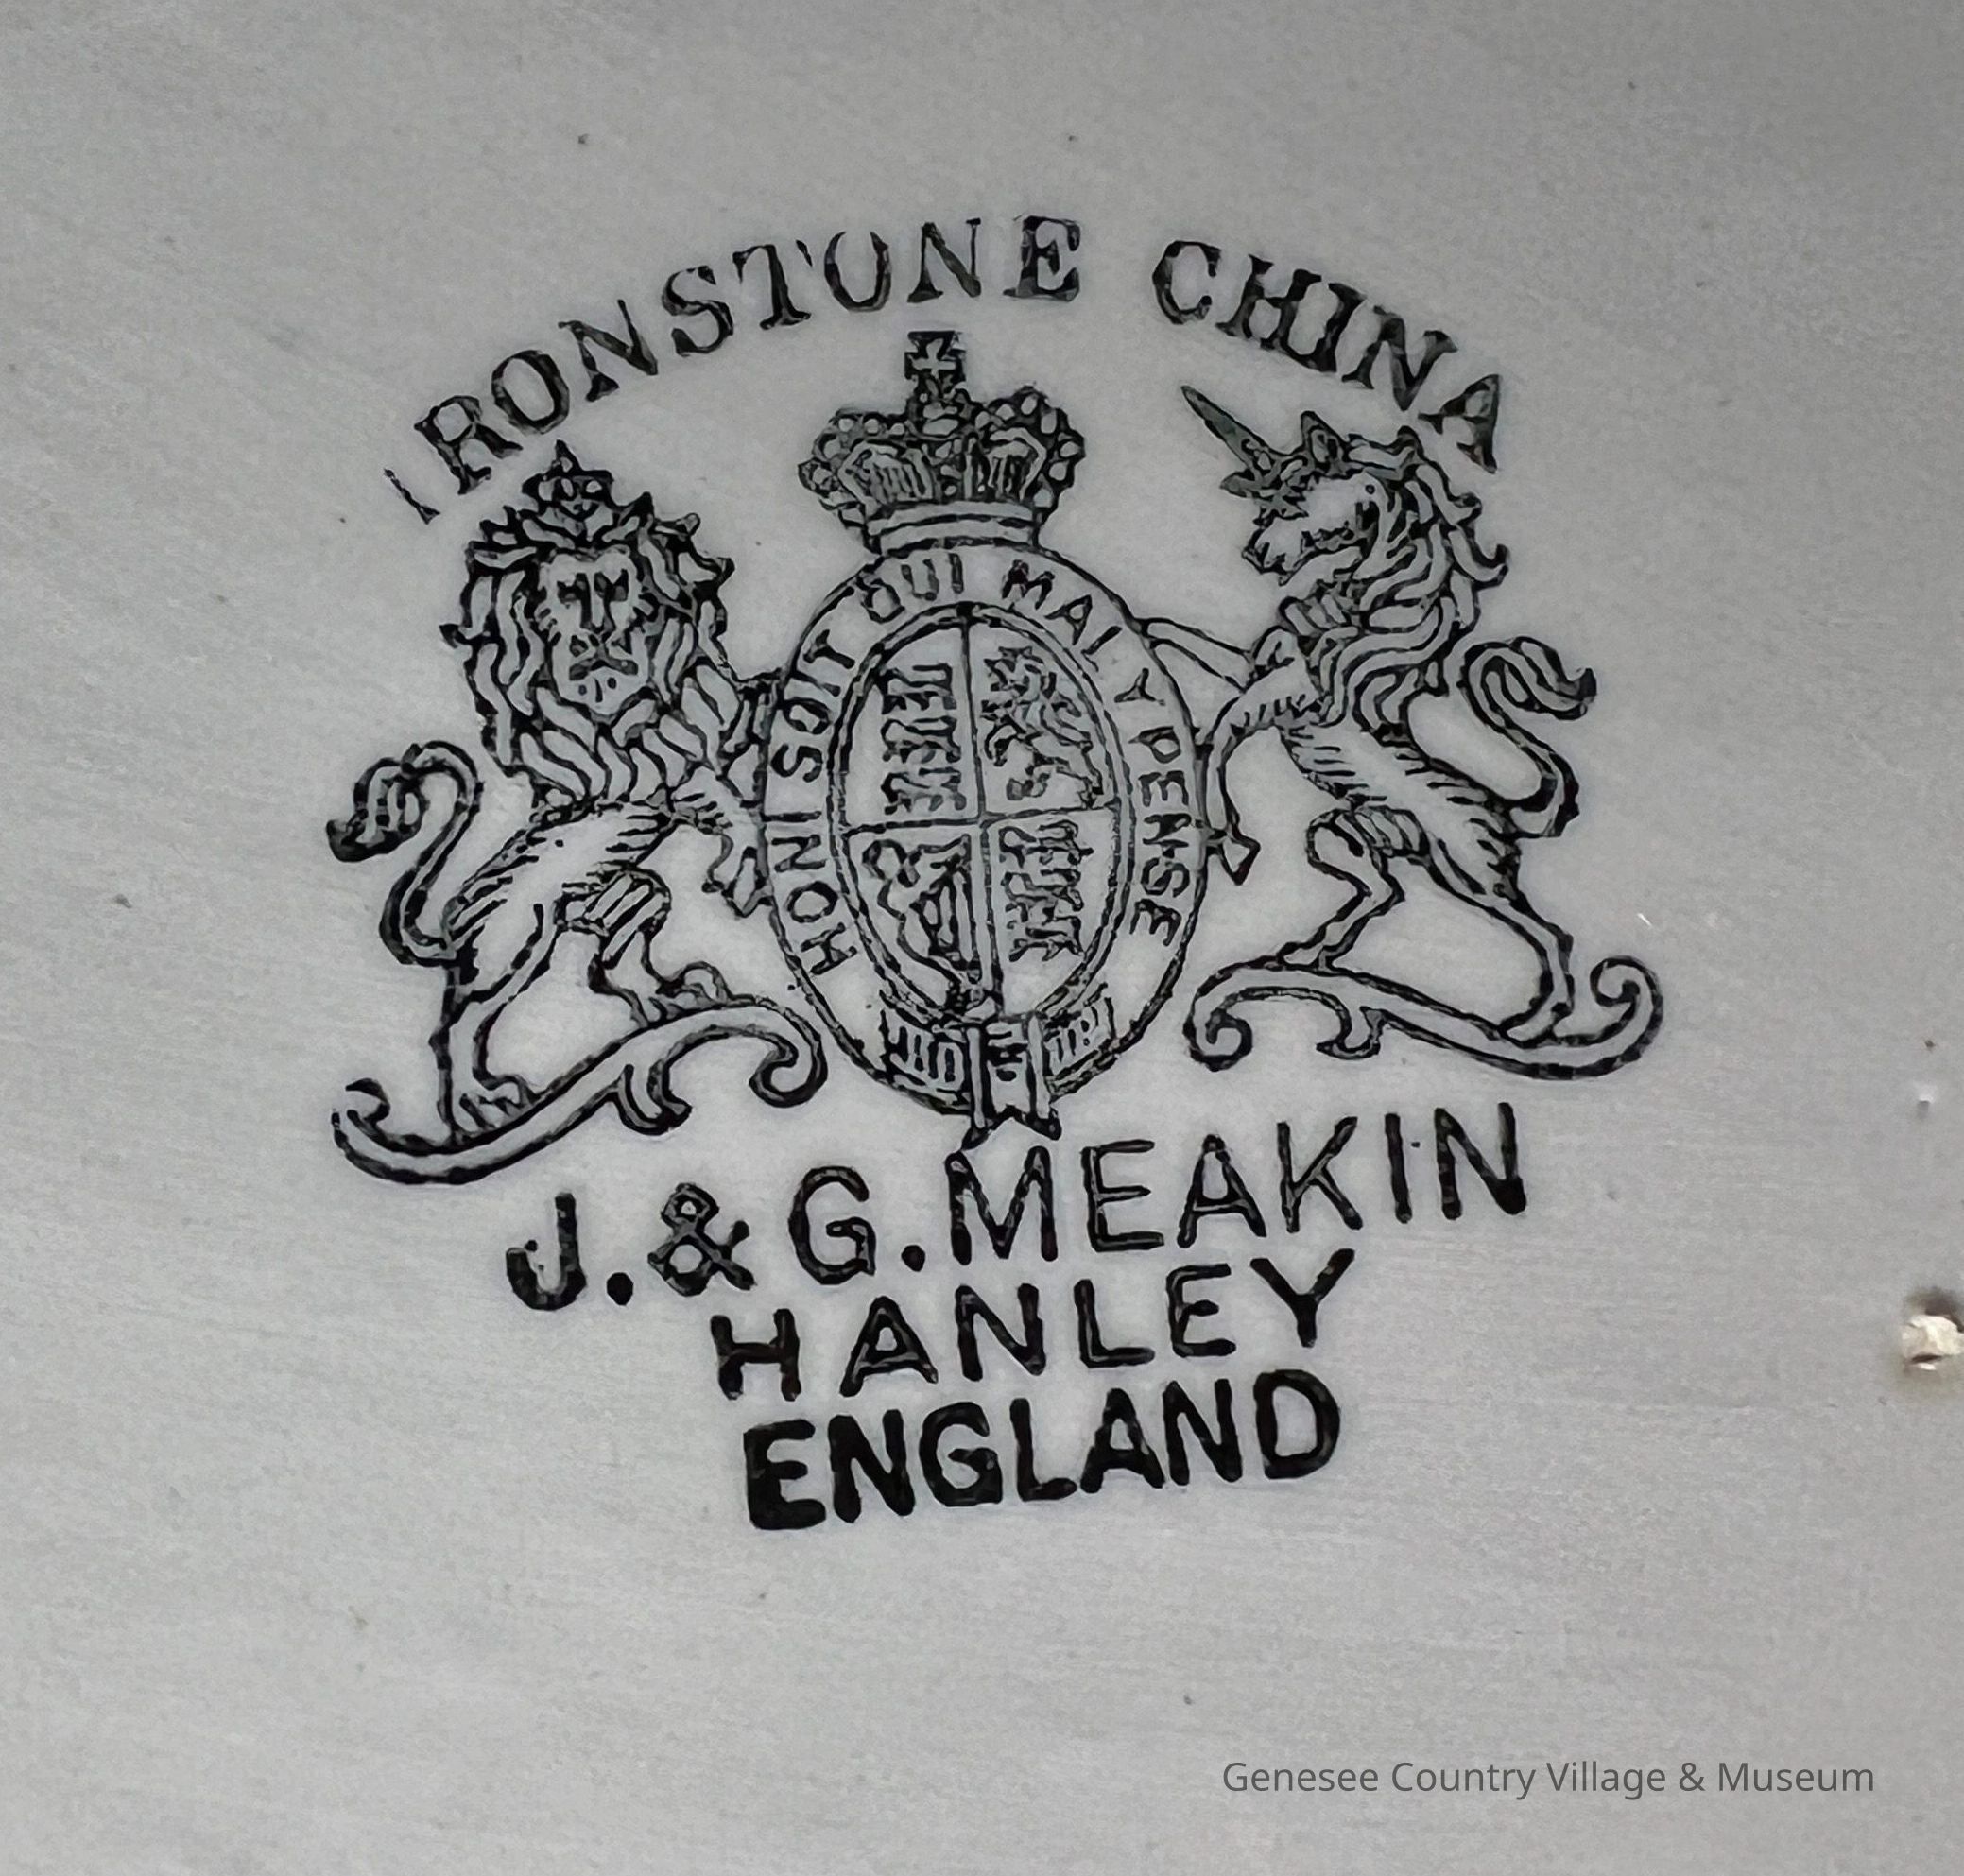 IRONSTONE CHINA
HONI SOIT QUI MAL Y PENSE
J. & G. MEAKIN
HANLEY
ENGLAND
Genesee Country Village & Museum